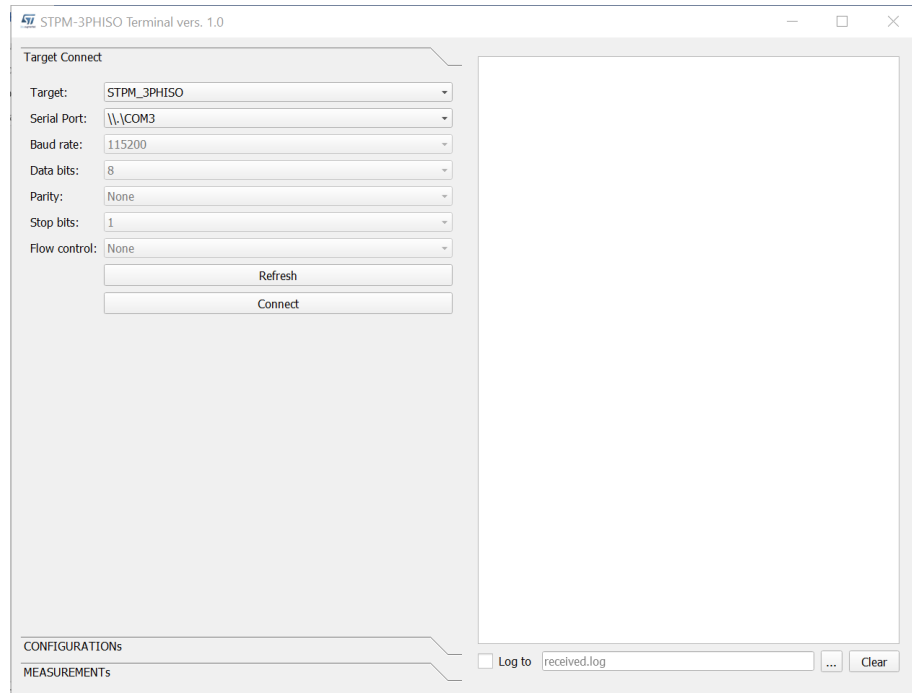 STPM-3PHISO Terminal vers. 1.0
Target Connect
Target: STPM_3PHISO
Serial Port: \\.\COM3
Baud rate: 115200
Data bits: 8
Parity: None
Stop bits: 1
Flow control: None
Refresh
Connect
CONFIGURATIONs
MEASUREMENTs
Log to received.log ... Clear